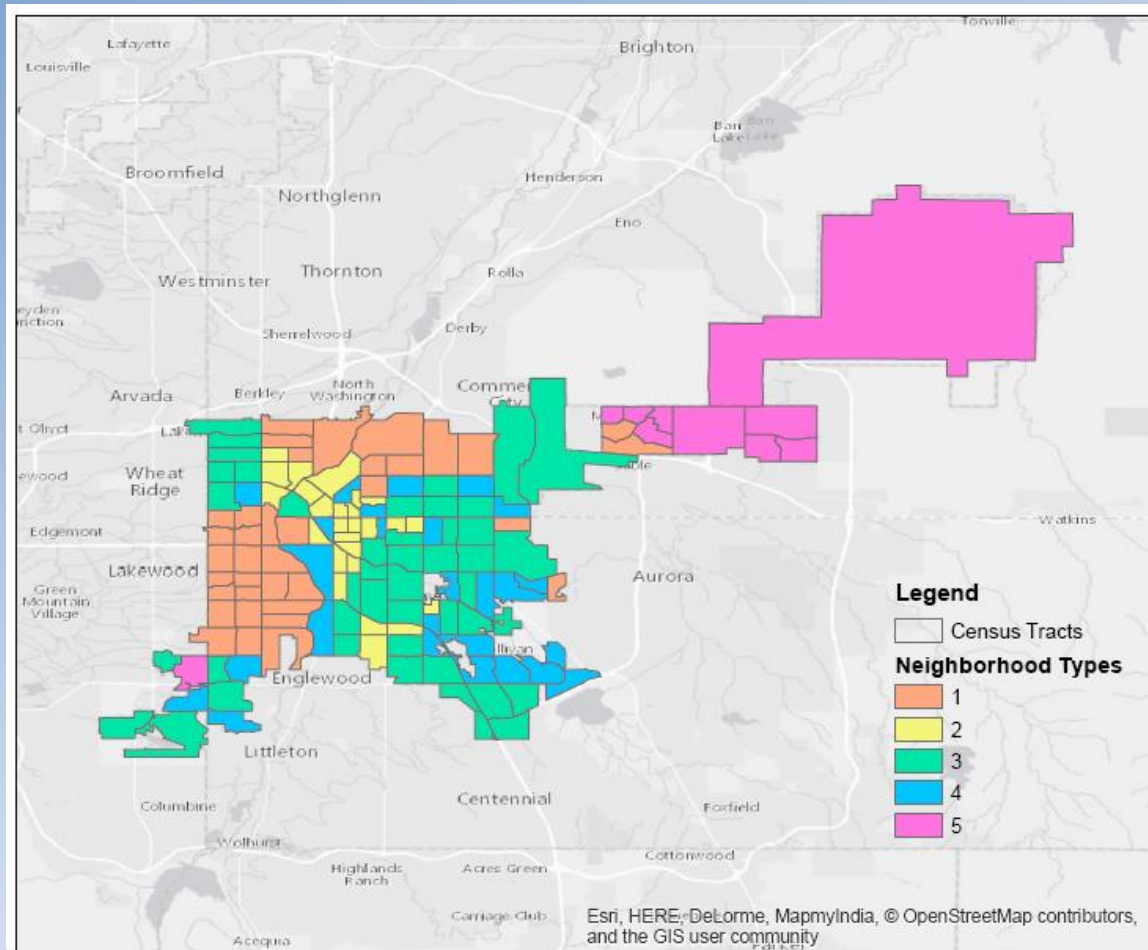 Tonville
Lafayette
Brighton
Louisville
Barr
Lake
Broomfield
Henderson
Northglenn
Eno
Thornton
Rolla
Westminster
Derby
Sherrelwood
North
Washington
Commer
City
Arvada
Berkley
Wheat
Ridge
Edgemont
Watkins
Lakewood
Aurora
Green
Mountain
Village
Legend
Census Tracts
Neighborhood Types
1
2
3
4
5
Englewood
Littleton
Centennial
Columbine
Foxfield
Wolhurst
Cottonwood
Highlands
Ranch
Acres Green
Carriage Club
Acequia
Esri, HERE, DeLorme, MapmyIndia, © OpenStreetMap contributors,
and the GIS user community